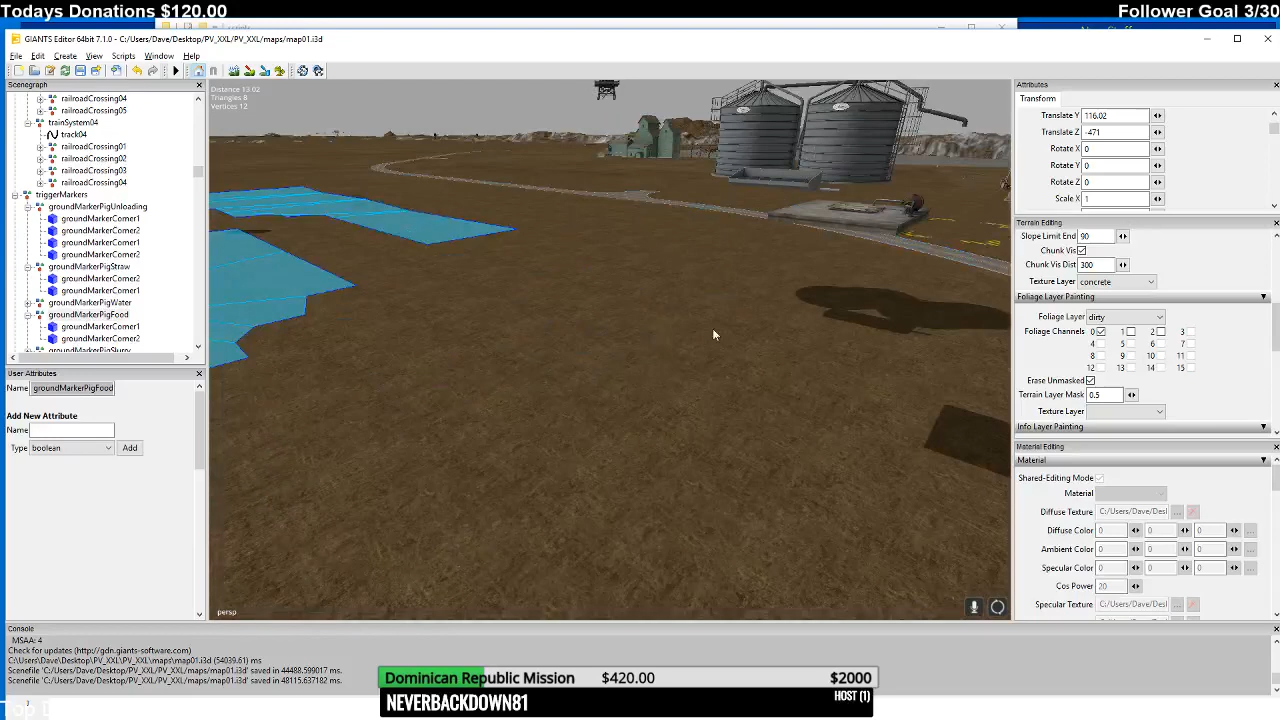 Todays Donations $120.00
Follower Goal 3/30
GIANTS Editor 64bit 7.1.0 - C:/Users/Dave/Desktop/PV_XXL/PV_XXL/maps/map01.i3d
File Edit Create View Scripts Window Help
Scenegraph
railroadCrossing04
railroadCrossing05
trainSystem04
track04
railroadCrossing01
railroadCrossing02
railroadCrossing03
railroadCrossing04
triggerMarkers
groundMarkerPigUnloading
groundMarkerCorner1
groundMarkerCorner2
groundMarkerCorner1
groundMarkerCorner2
groundMarkerPigStraw
groundMarkerCorner2
groundMarkerCorner1
groundMarkerPigWater
groundMarkerPigFood
groundMarkerCorner1
groundMarkerCorner2
groundMarkerPigSlurry
User Attributes
Name groundMarkerPigFood
Add New Attribute
Name
Type boolean Add
Distance 13.02
Triangles 8
Vertices 12
persp
Attributes
Transform
Translate Y 116.02
Translate Z -471
Rotate X 0
Rotate Y 0
Rotate Z 0
Scale X 1
Terrain Editing
Slope Limit End 90
Chunk Vis
Chunk Vis Dist 300
Texture Layer concrete
Foliage Layer Painting
Foliage Layer dirty
Foliage Channels 0 1 2 3
4 5 6 7
8 9 10 11
12 13 14 15
Erase Unmasked
Terrain Layer Mask 0.5
Texture Layer
Info Layer Painting
Material Editing
Material
Shared-Editing Mode
Material
Diffuse Texture C:/Users/Dave/Desl ...
Diffuse Color 0 0 0 ...
Ambient Color 0 0 0 ...
Specular Color 0 0 0 ...
Cos Power 20
Specular Texture C:/Users/Dave/Desl ...
Console
MSAA: 4
Check for updates (http://gdn.giants-software.com)
C:\Users\Dave\Desktop\PV_XXL\PV_XXL\maps\map01.i3d (54039.61) ms
Scenefile 'C:/Users/Dave/Desktop/PV_XXL/PV_XXL/maps/map01.i3d' saved in 44488.599017 ms.
Scenefile 'C:/Users/Dave/Desktop/PV_XXL/PV_XXL/maps/map01.i3d' saved in 48115.637182 ms.
Dominican Republic Mission $420.00 $2000
NEVERBACKDOWN81 HOST (1)